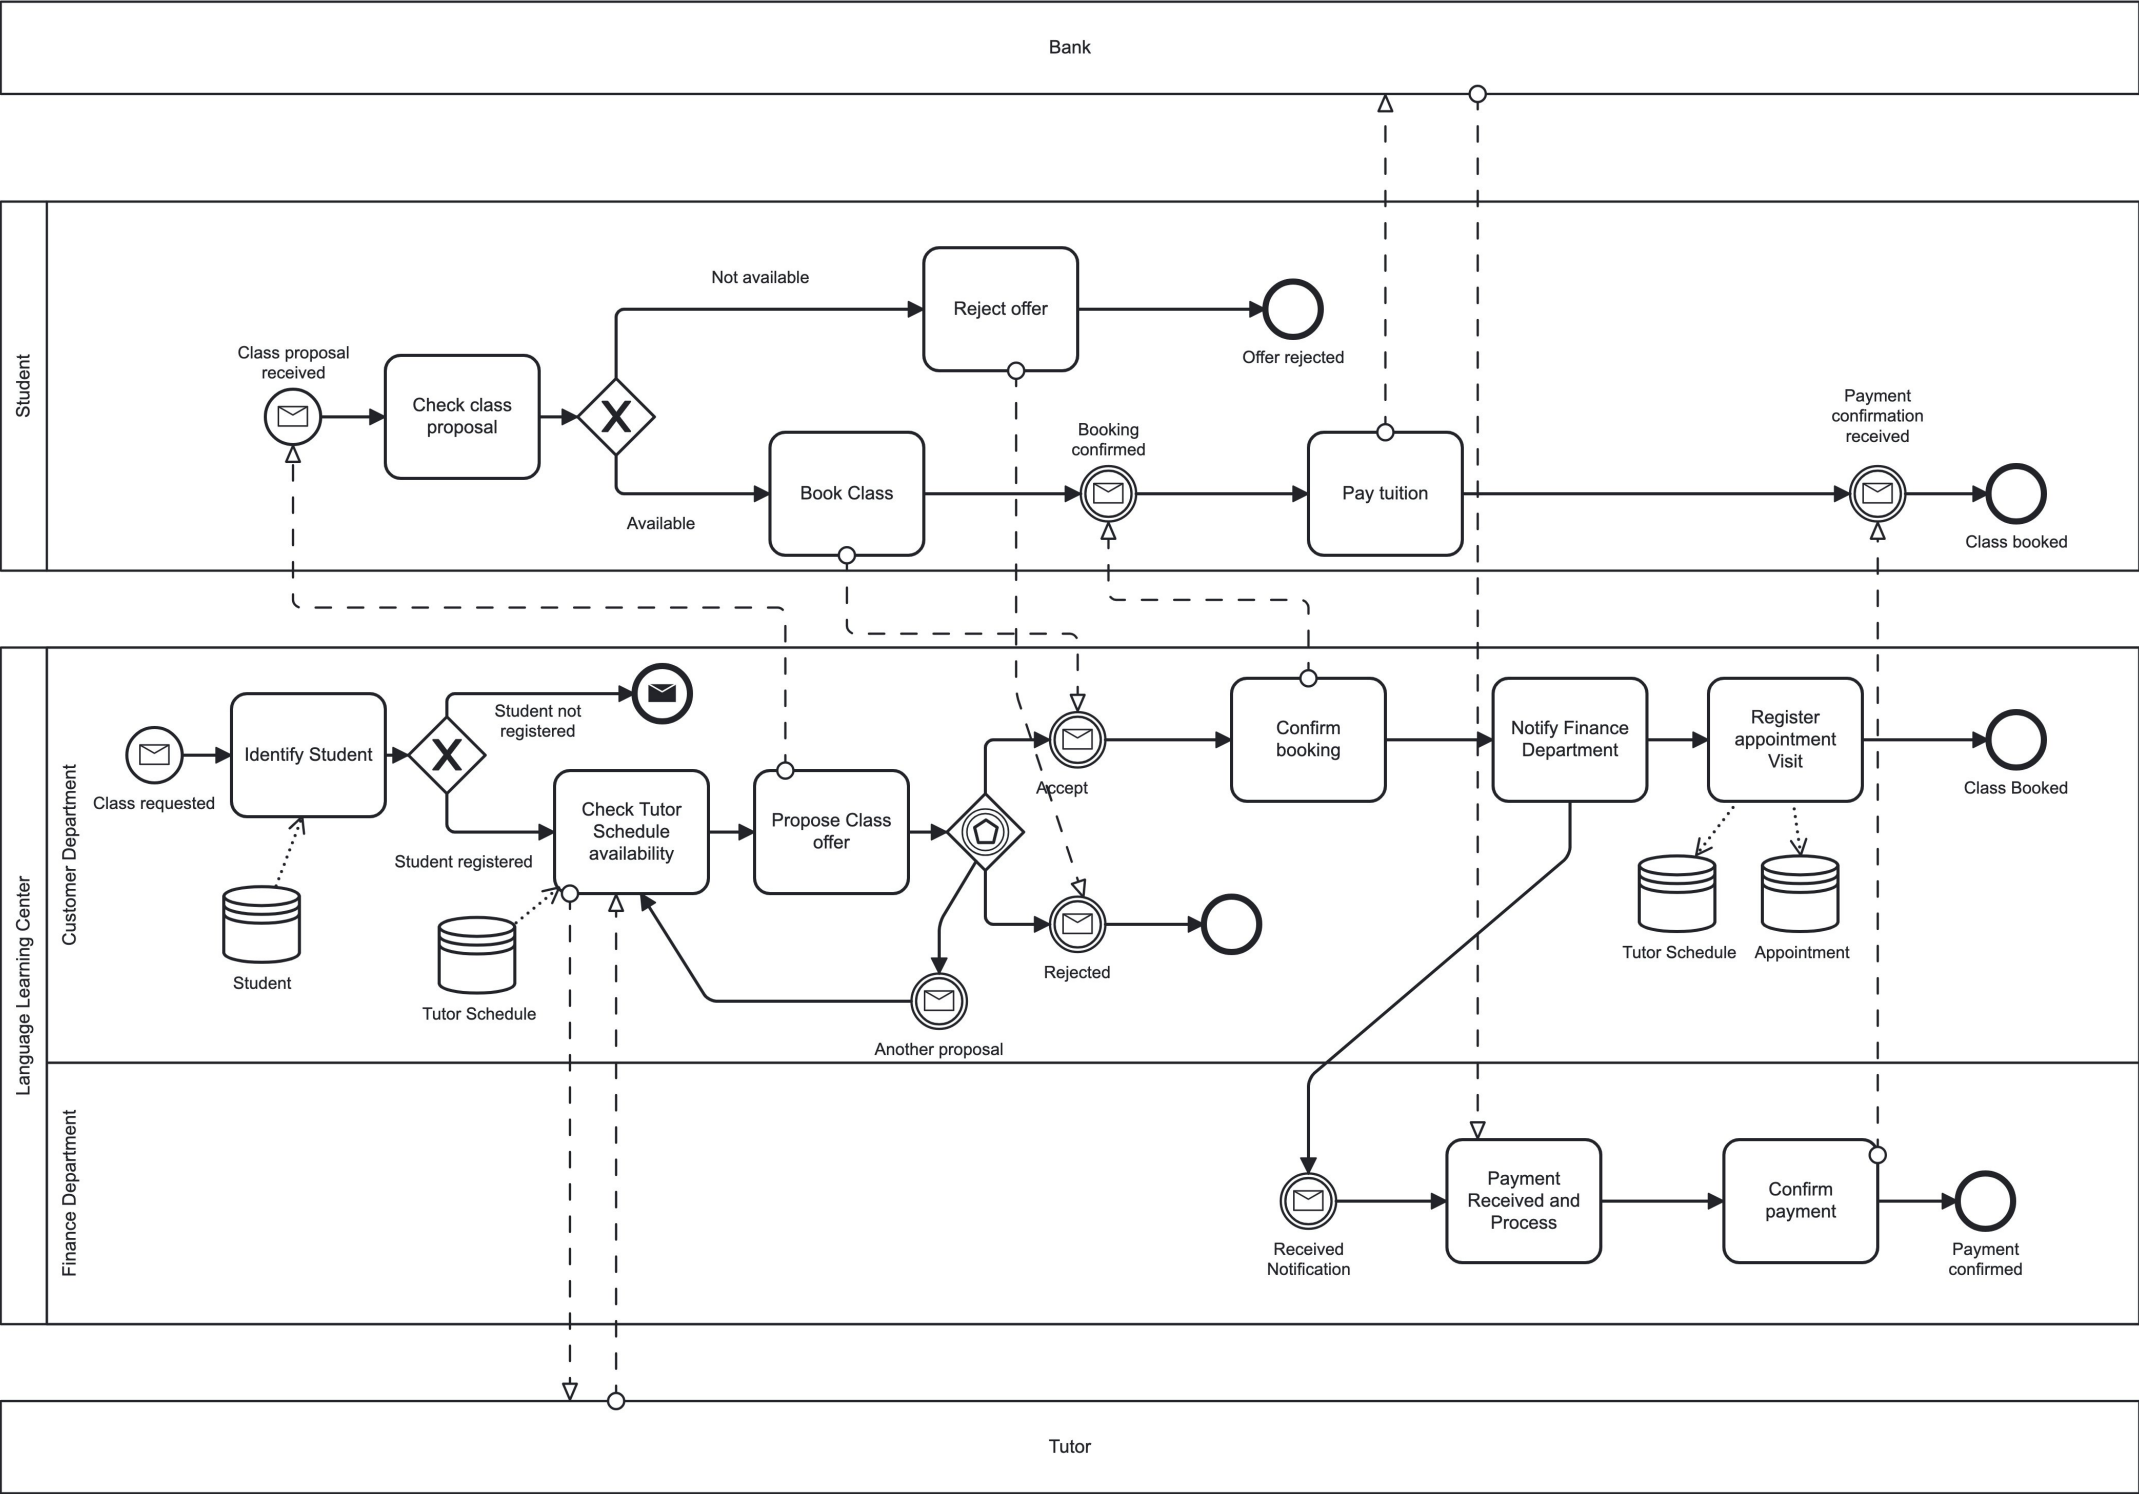 Bank
Student
Not available
Reject offer
Offer rejected
Class proposal
received
Check class
proposal
Payment
confirmation
received
Booking
confirmed
Book Class
Pay tuition
Available
Class booked
Language Learning Center
Customer Department
Student not
registered
Class requested
Identify Student
Student registered
Check Tutor
Schedule
availability
Propose Class
offer
Accept
Confirm
booking
Notify Finance
Department
Register
appointment
Visit
Class Booked
Student
Tutor Schedule
Rejected
Another proposal
Tutor Schedule
Appointment
Finance Department
Received
Notification
Payment
Received and
Process
Confirm
payment
Payment
confirmed
Tutor